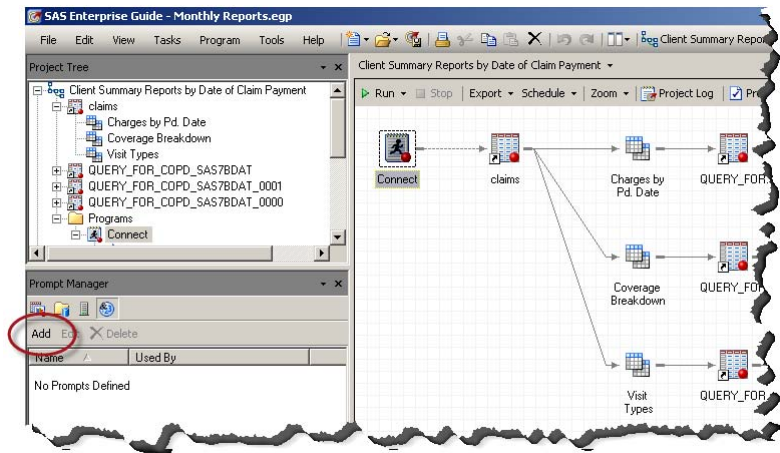 SAS Enterprise Guide - Monthly Reports.egp
File Edit View Tasks Program Tools Help
Client Summary Repor
Project Tree
Client Summary Reports by Date of Claim Payment
claims
Charges by Pd. Date
Coverage Breakdown
Visit Types
QUERY_FOR_COPD_SAS7BDAT
QUERY_FOR_COPD_SAS7BDAT_0001
QUERY_FOR_COPD_SAS7BDAT_0000
Programs
Connect
Prompt Manager
Add Edit Delete
Name Used By
No Prompts Defined
Client Summary Reports by Date of Claim Payment
Run Stop Export Schedule Zoom Project Log Pr
Connect
claims
Charges by
Pd. Date
QUERY_FOR
Coverage
Breakdown
QUERY_FOR
Visit
Types
QUERY_FOR